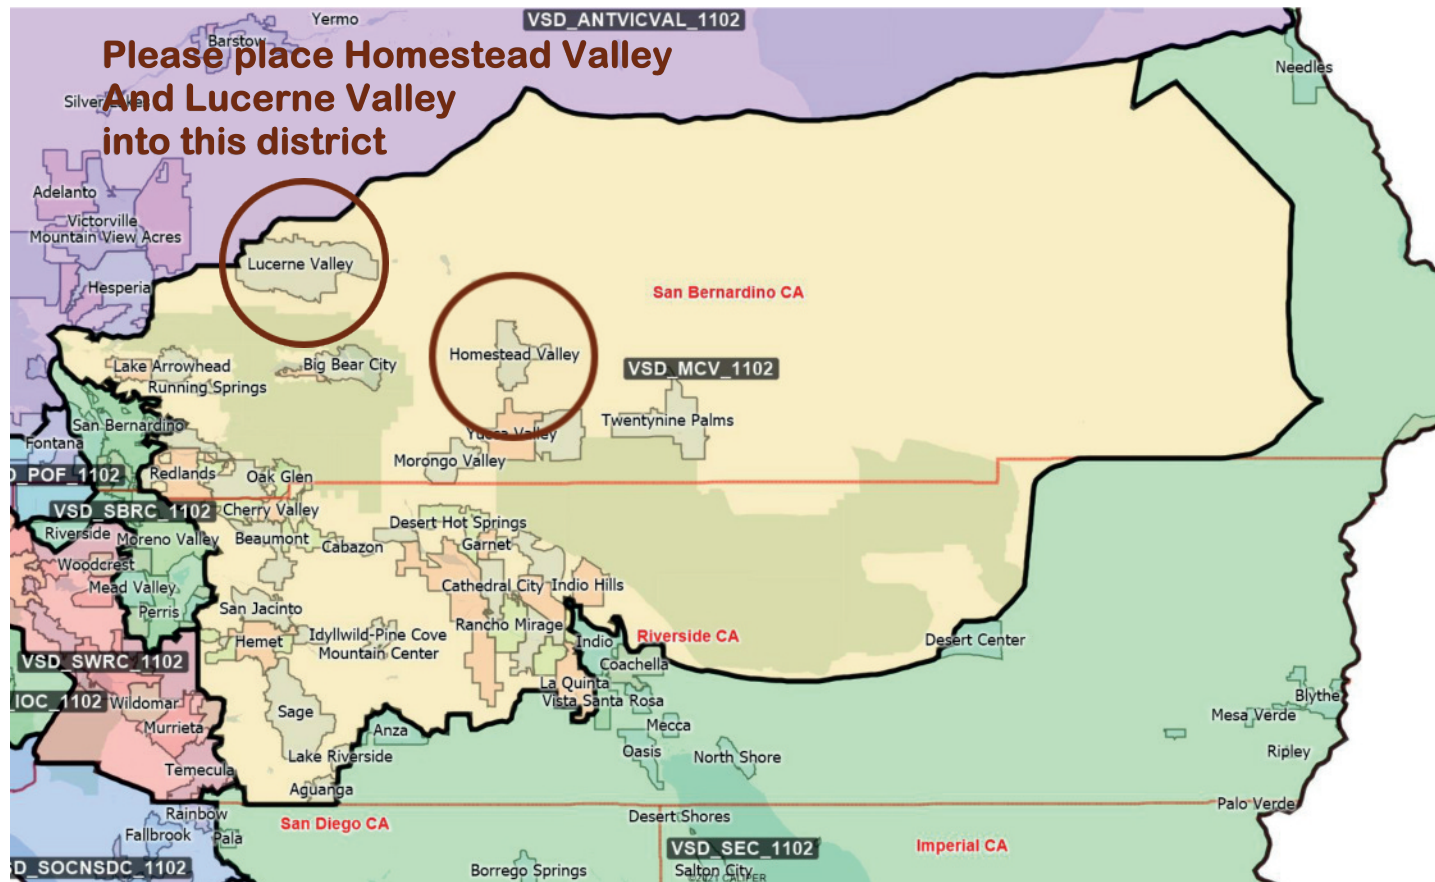 Yermo
VSD_ANTVICVAL_1102
Barstow
Please place Homestead Valley
And Lucerne Valley
into this district
Needles
Adelanto
Victorville
Mountain View Acres
Hesperia
Lucerne Valley
San Bernardino CA
Homestead Valley
Lake Arrowhead
Big Bear City
Running Springs
VSD_MCV_1102
San Bernardino
Yucca Valley
Twentynine Palms
Fontana
Morongo Valley
D_POF_1102
Redlands
Oak Glen
VSD_SBRC_1102
Cherry Valley
Desert Hot Springs
Riverside
Moreno Valley
Beaumont
Cabazon
Garnet
Woodcrest
Mead Valley
Cathedral City
Indio Hills
Perris
San Jacinto
Rancho Mirage
Hemet
Idyllwild-Pine Cove
Mountain Center
Indio
Riverside CA
Desert Center
VSD_SWRC_1102
Coachella
La Quinta
IOC_1102
Wildomar
Vista Santa Rosa
Blythe
Sage
Mesa Verde
Murrieta
Anza
Mecca
Oasis
North Shore
Ripley
Lake Riverside
Temecula
Aguanga
Palo Verde
Rainbow
San Diego CA
Desert Shores
Fallbrook
Pala
VSD_SEC_1102
Imperial CA
SD_SOCNSDC_1102
Borrego Springs
Salton City
©2021 CALIPER